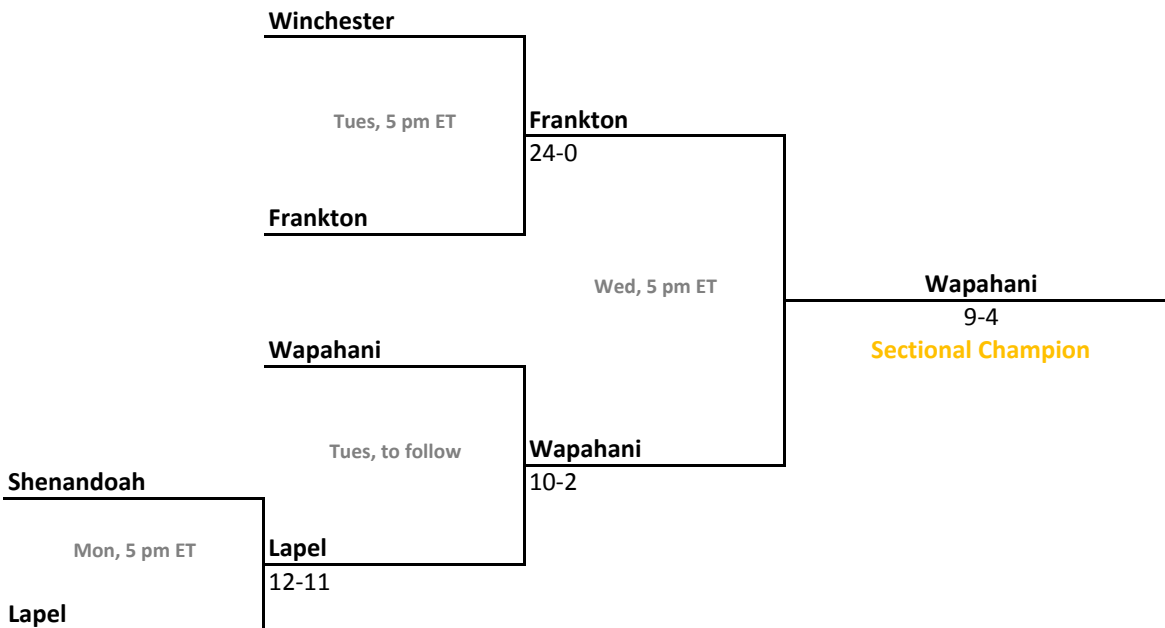 Winchester
Tues, 5 pm ET
Frankton
24-0
Frankton
Wed, 5 pm ET
Wapahani
9-4
Sectional Champion
Wapahani
Tues, to follow
Wapahani
10-2
Shenandoah
Mon, 5 pm ET
Lapel
12-11
Lapel